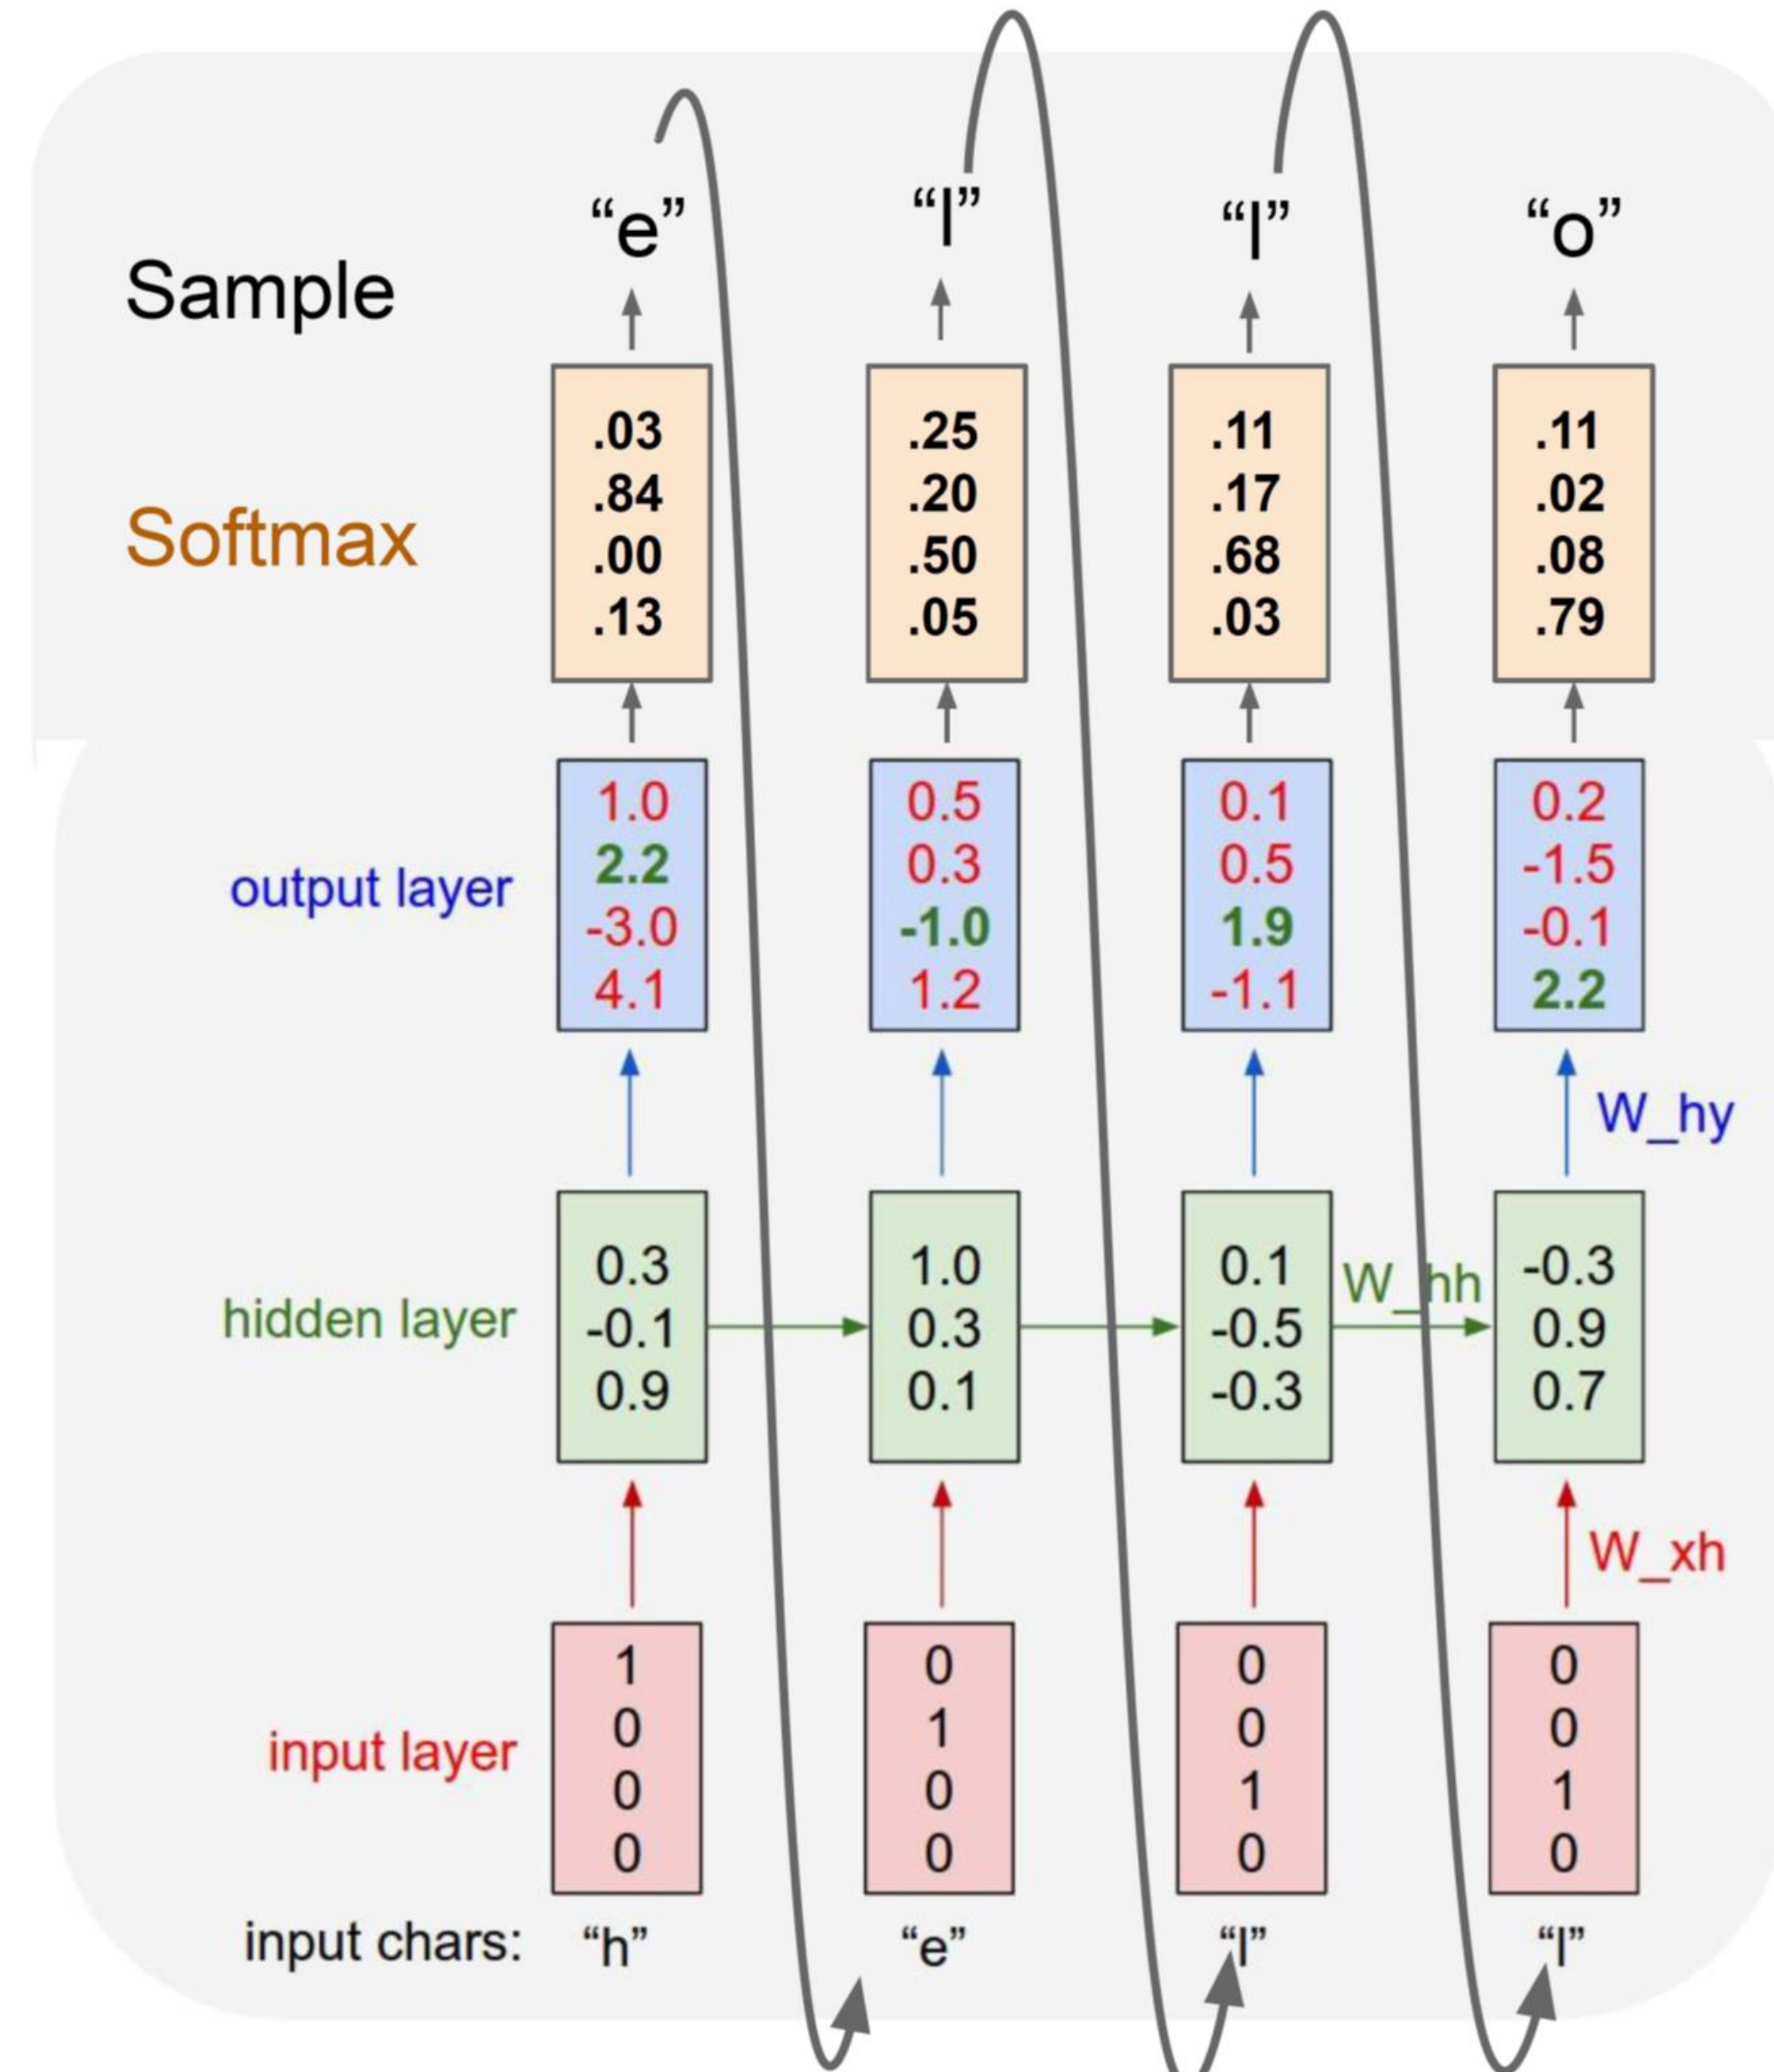 “e” “l” “l” “o”
Sample
.03 .25 .11 .11
.84 .20 .17 .02
Softmax
.00 .50 .68 .08
.13 .05 .03 .79
1.0 0.5 0.1 0.2
2.2 0.3 0.5 -1.5
output layer
-3.0 -1.0 1.9 -0.1
4.1 1.2 -1.1 2.2
W_hy
0.3 1.0 0.1 W_hh -0.3
hidden layer -0.1 0.3 -0.5 0.9
0.9 0.1 -0.3 0.7
W_xh
1 0 0 0
0 1 0 0
input layer
0 0 1 1
0 0 0 0
input chars: “h” “e” “l” “l”